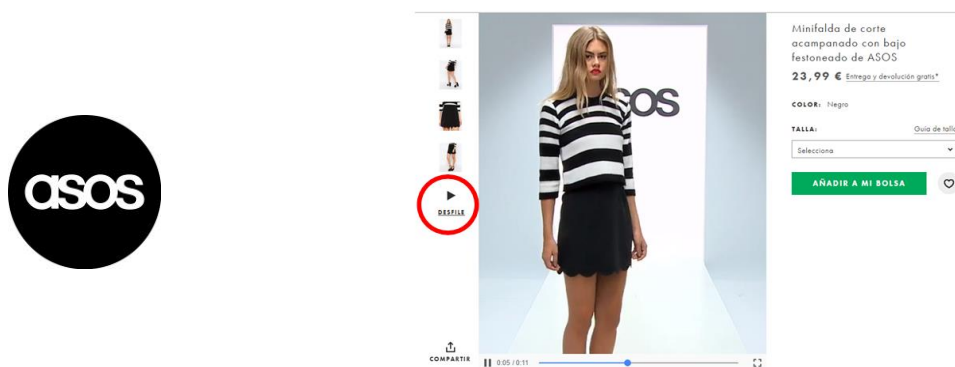 asos
DESFILE
COMPARTIR
0:05 / 0:11
Minifalda de corte
acampanado con bajo
festoneado de ASOS
23,99 € Entrega y devolución gratis*
COLOR: Negro
TALLA: Guía de talla
Selecciona
AÑADIR A MI BOLSA